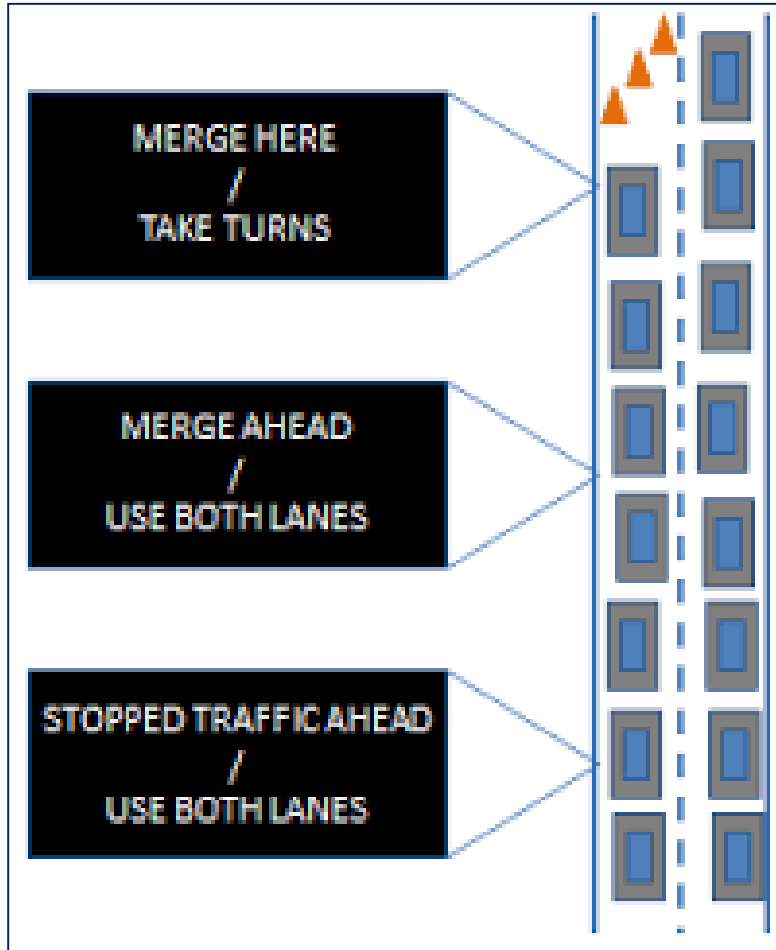 MERGE HERE
/
TAKE TURNS
MERGE AHEAD
/
USE BOTH LANES
STOPPED TRAFFIC AHEAD
/
USE BOTH LANES